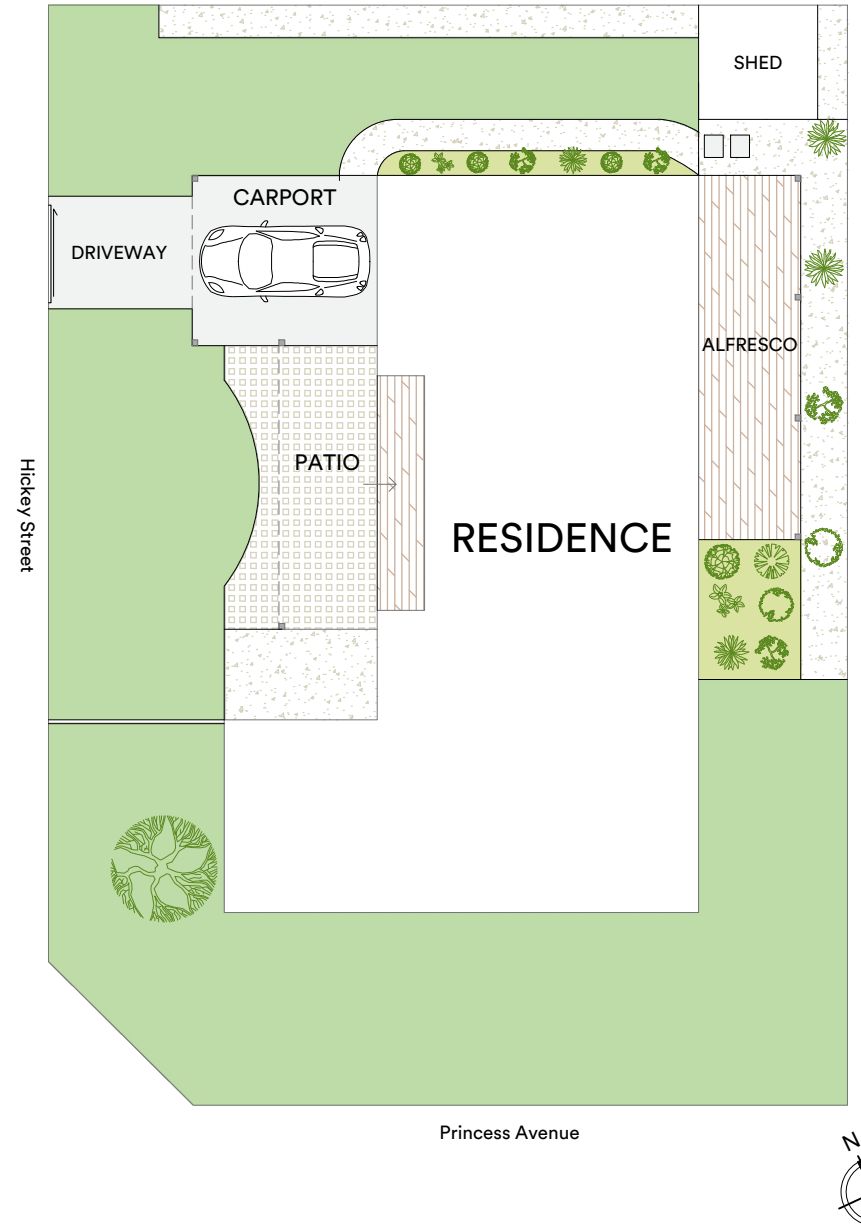 SHED
CARPORT
DRIVEWAY
ALFRESCO
PATIO
Hickey Street
RESIDENCE
Princess Avenue
N